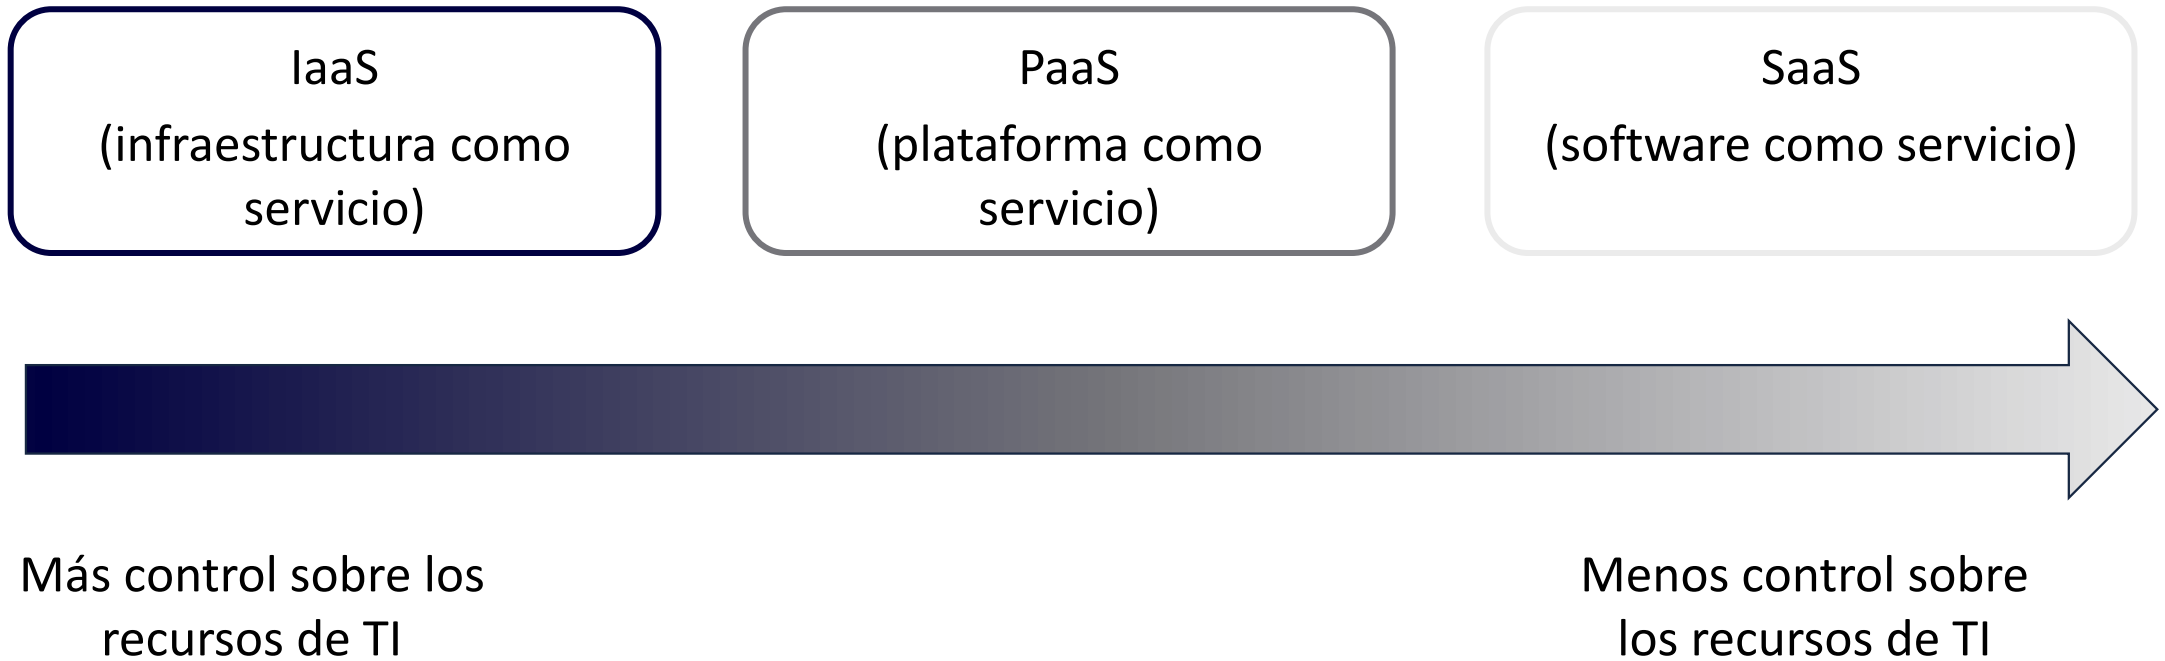 IaaS
(infraestructura como
servicio)
PaaS
(plataforma como
servicio)
SaaS
(software como servicio)
Más control sobre los
recursos de TI
Menos control sobre
los recursos de TI